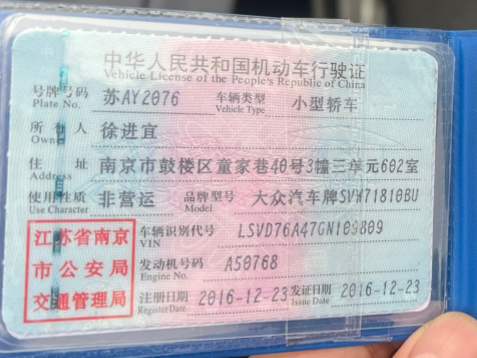 中华人民共和国机动车行驶证
Vehicle License of the People's Republic of China
号牌号码 苏AY2076 车辆类型 小型轿车
Plate No. Vehicle Type
所有人 徐进宜
Owner
住址 南京市鼓楼区童家巷40号3幢三单元602室
Address
使用性质 非营运 品牌型号 大众汽车牌SVW71810BU
Use Character Model
江苏省南京
市公安局
交通管理局
车辆识别代号 LSVD76A47GN109809
VIN
发动机号码 A50768
Engine No.
注册日期 2016-12-23 发证日期 2016-12-23
Register Date Issue Date